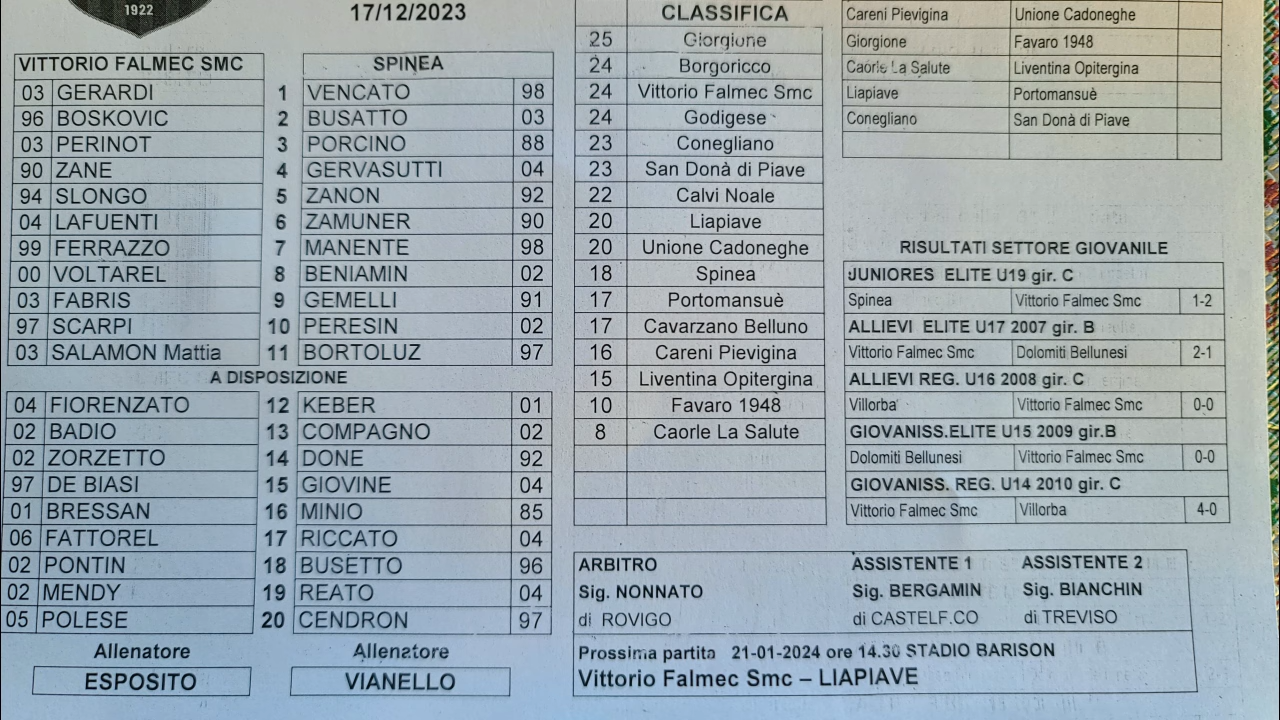 1922
17/12/2023
VITTORIO FALMEC SMC SPINEA
03 GERARDI 1 VENCATO 98
96 BOSKOVIC 2 BUSATTO 03
03 PERINOT 3 PORCINO 88
90 ZANE 4 GERVASUTTI 04
94 SLONGO 5 ZANON 92
04 LAFUENTI 6 ZAMUNER 90
99 FERRAZZO 7 MANENTE 98
00 VOLTAREL 8 BENIAMIN 02
03 FABRIS 9 GEMELLI 91
97 SCARPI 10 PERESIN 02
03 SALAMON Mattia 11 BORTOLUZ 97
A DISPOSIZIONE
04 FIORENZATO 12 KEBER 01
02 BADIO 13 COMPAGNO 02
02 ZORZETTO 14 DONE 92
97 DE BIASI 15 GIOVINE 04
01 BRESSAN 16 MINIO 85
06 FATTOREL 17 RICCATO 04
02 PONTIN 18 BUSETTO 96
02 MENDY 19 REATO 04
05 POLESE 20 CENDRON 97
Allenatore Allenatore
ESPOSITO VIANELLO
CLASSIFICA
25 Giorgione
24 Borgoricco
24 Vittorio Falmec Smc
24 Godigese
23 Conegliano
23 San Donà di Piave
22 Calvi Noale
20 Liapiave
20 Unione Cadoneghe
18 Spinea
17 Portomansuè
17 Cavarzano Belluno
16 Careni Pievigina
15 Liventina Opitergina
10 Favaro 1948
8 Caorle La Salute
Careni Pievigina Unione Cadoneghe
Giorgione Favaro 1948
Caorle La Salute Liventina Opitergina
Liapiave Portomansuè
Conegliano San Donà di Piave
RISULTATI SETTORE GIOVANILE
JUNIORES ELITE U19 gir. C
Spinea Vittorio Falmec Smc 1-2
ALLIEVI ELITE U17 2007 gir. B
Vittorio Falmec Smc Dolomiti Bellunesi 2-1
ALLIEVI REG. U16 2008 gir. C
Villorba Vittorio Falmec Smc 0-0
GIOVANISS.ELITE U15 2009 gir.B
Dolomiti Bellunesi Vittorio Falmec Smc 0-0
GIOVANISS. REG. U14 2010 gir. C
Vittorio Falmec Smc Villorba 4-0
ARBITRO ASSISTENTE 1 ASSISTENTE 2
Sig. NONNATO Sig. BERGAMIN Sig. BIANCHIN
di ROVIGO di CASTELF.CO di TREVISO
Prossima partita 21-01-2024 ore 14.30 STADIO BARISON
Vittorio Falmec Smc – LIAPIAVE